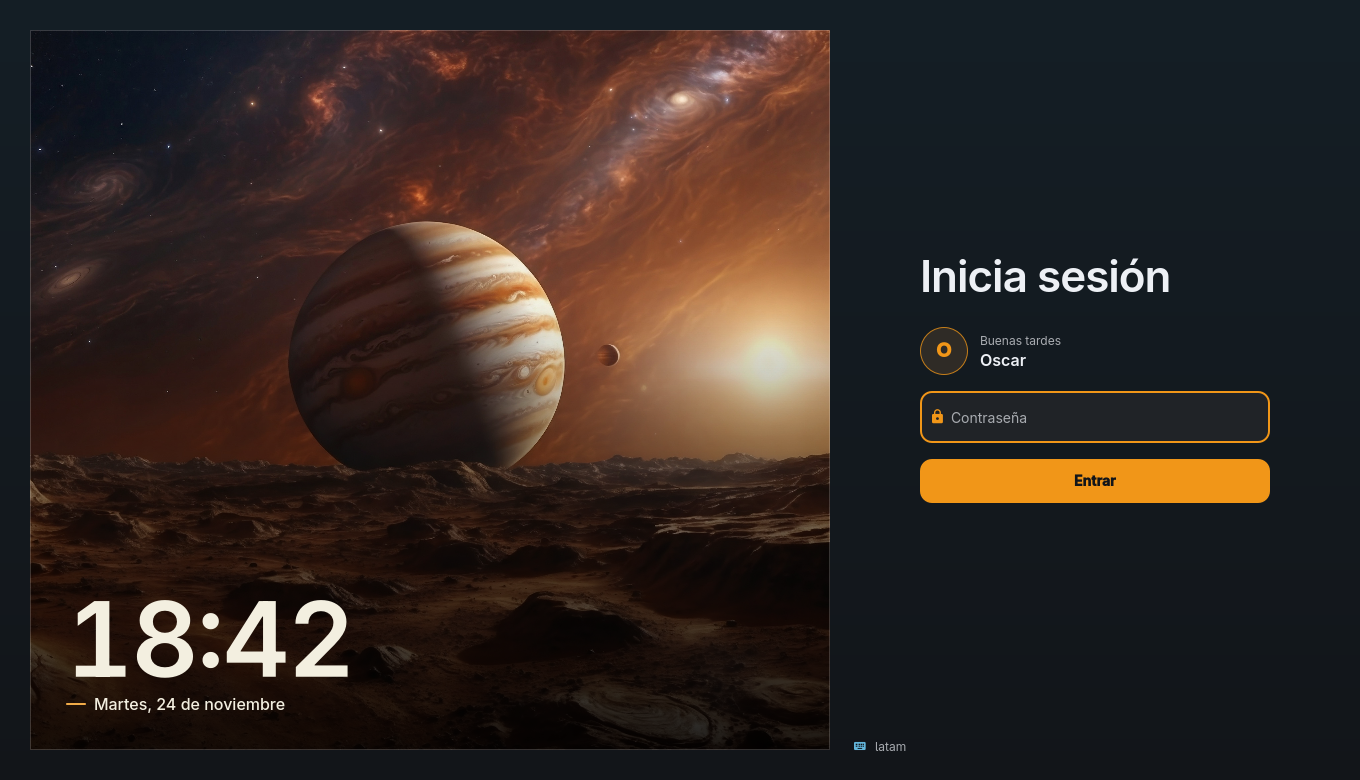 18:42
Martes, 24 de noviembre
Inicia sesión
O
Buenas tardes
Oscar
Contraseña
Entrar
latam